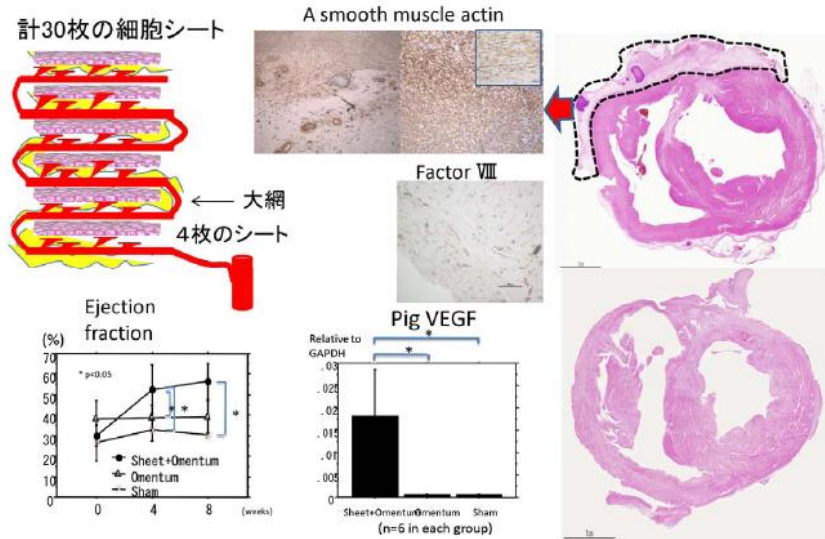 計30枚の細胞シート
大網
4枚のシート
A smooth muscle actin
Factor Ⅷ
Ejection
fraction
(%)
70
60
50
40
30
20
10
0
* p<0.05
*
*
*
Sheet+Omentum
Omentum
Sham
0
4
8
(weeks)
Pig VEGF
Relative to
GAPDH
*
*
.03
.025
.02
.015
.01
.005
0
Sheet+Omentum
Omentum
Sham
(n=6 in each group)